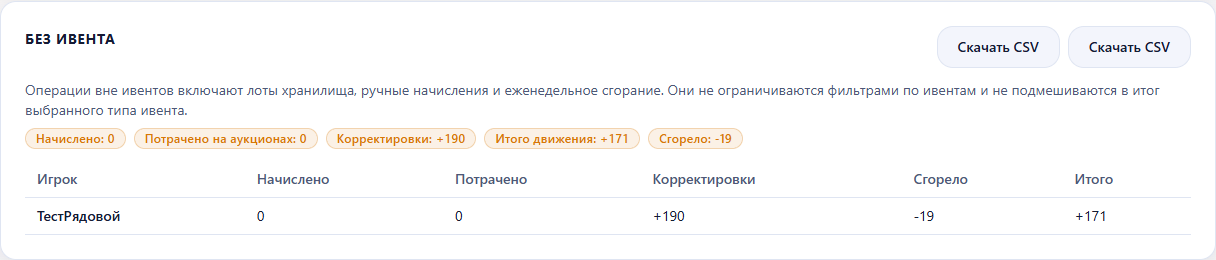 БЕЗ ИВЕНТА
Скачать CSV
Скачать CSV
Операции вне ивентов включают лоты хранилища, ручные начисления и еженедельное сгорание. Они не ограничиваются фильтрами по ивентам и не подмешиваются в итог
выбранного типа ивента.
Начислено: 0 Потрачено на аукционах: 0 Корректировки: +190 Итого движения: +171 Сгорело: -19
Игрок Начислено Потрачено Корректировки Сгорело Итого
ТестРядовой 0 0 +190 -19 +171